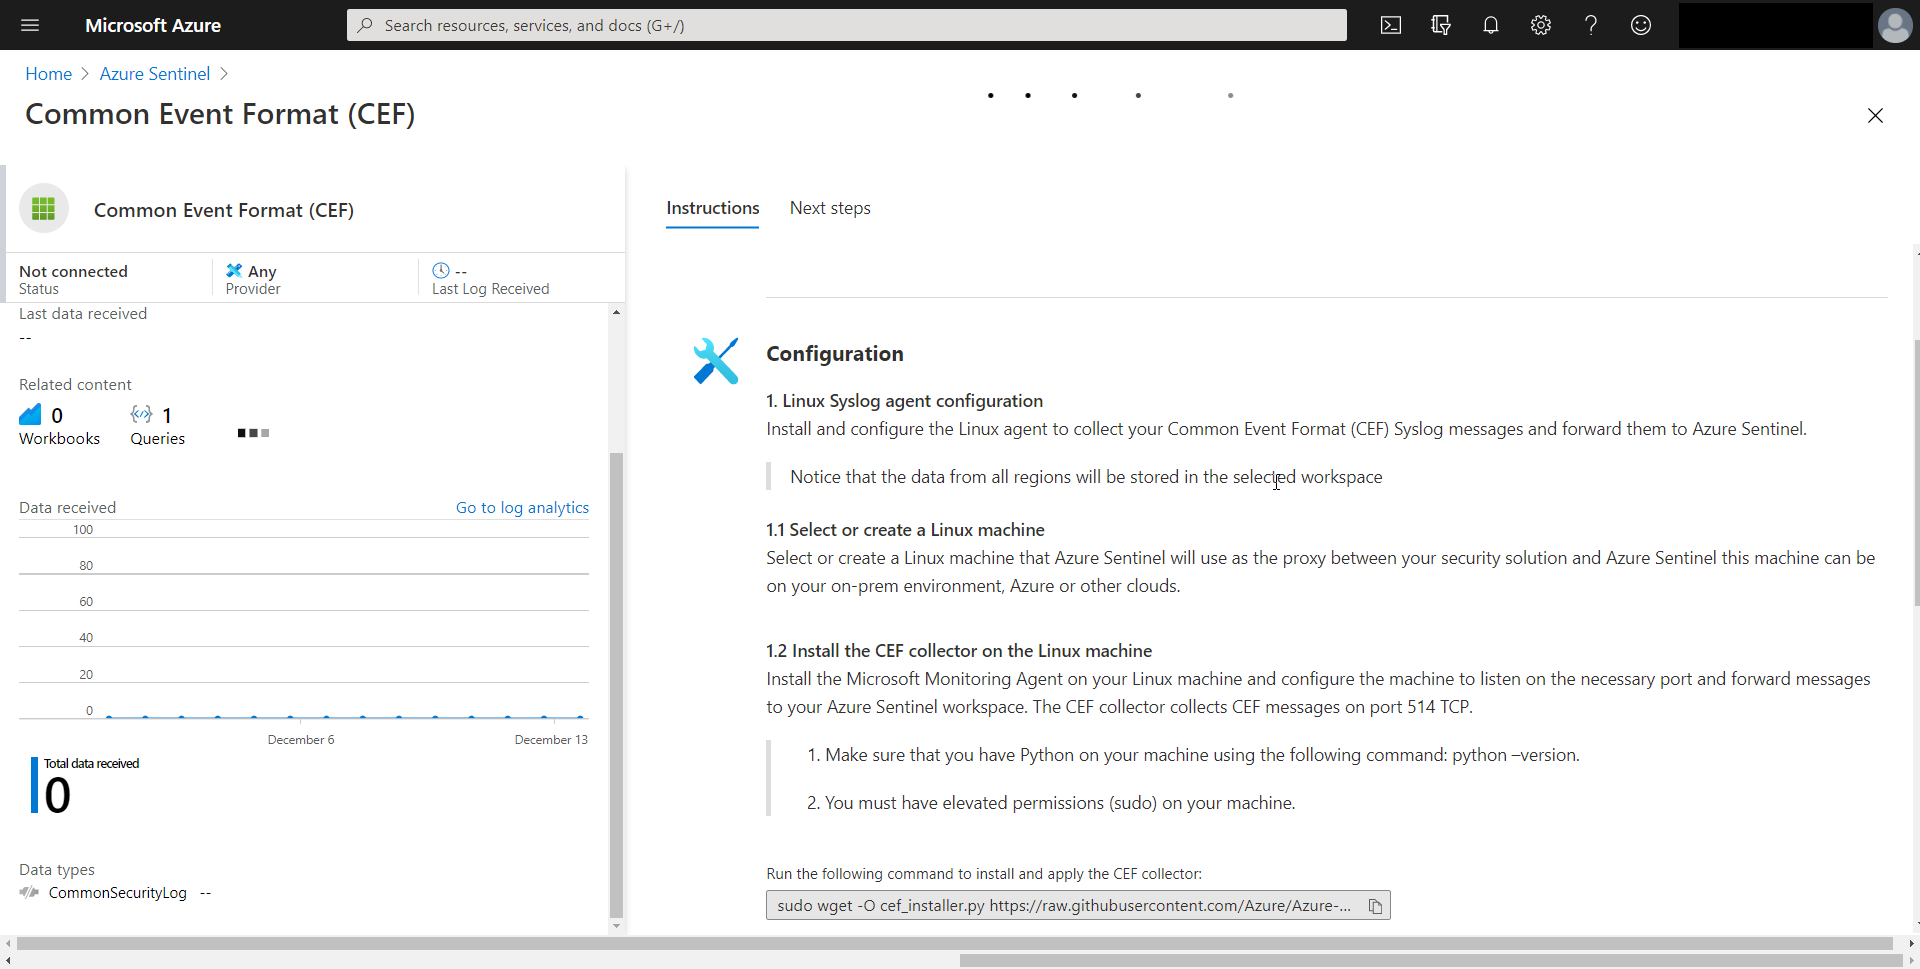 Microsoft Azure
Search resources, services, and docs (G+/)
Home > Azure Sentinel >
Common Event Format (CEF)
Common Event Format (CEF)
Not connected
Status
Any
Provider
--
Last Log Received
Last data received
--
Related content
0
Workbooks
1
Queries
Data received
Go to log analytics
100
80
60
40
20
0
December 6
December 13
Total data received
0
Data types
CommonSecurityLog --
Instructions
Next steps
Configuration
1. Linux Syslog agent configuration
Install and configure the Linux agent to collect your Common Event Format (CEF) Syslog messages and forward them to Azure Sentinel.
Notice that the data from all regions will be stored in the selected workspace
1.1 Select or create a Linux machine
Select or create a Linux machine that Azure Sentinel will use as the proxy between your security solution and Azure Sentinel this machine can be
on your on-prem environment, Azure or other clouds.
1.2 Install the CEF collector on the Linux machine
Install the Microsoft Monitoring Agent on your Linux machine and configure the machine to listen on the necessary port and forward messages
to your Azure Sentinel workspace. The CEF collector collects CEF messages on port 514 TCP.
1. Make sure that you have Python on your machine using the following command: python –version.
2. You must have elevated permissions (sudo) on your machine.
Run the following command to install and apply the CEF collector:
sudo wget -O cef_installer.py https://raw.githubusercontent.com/Azure/Azure-...